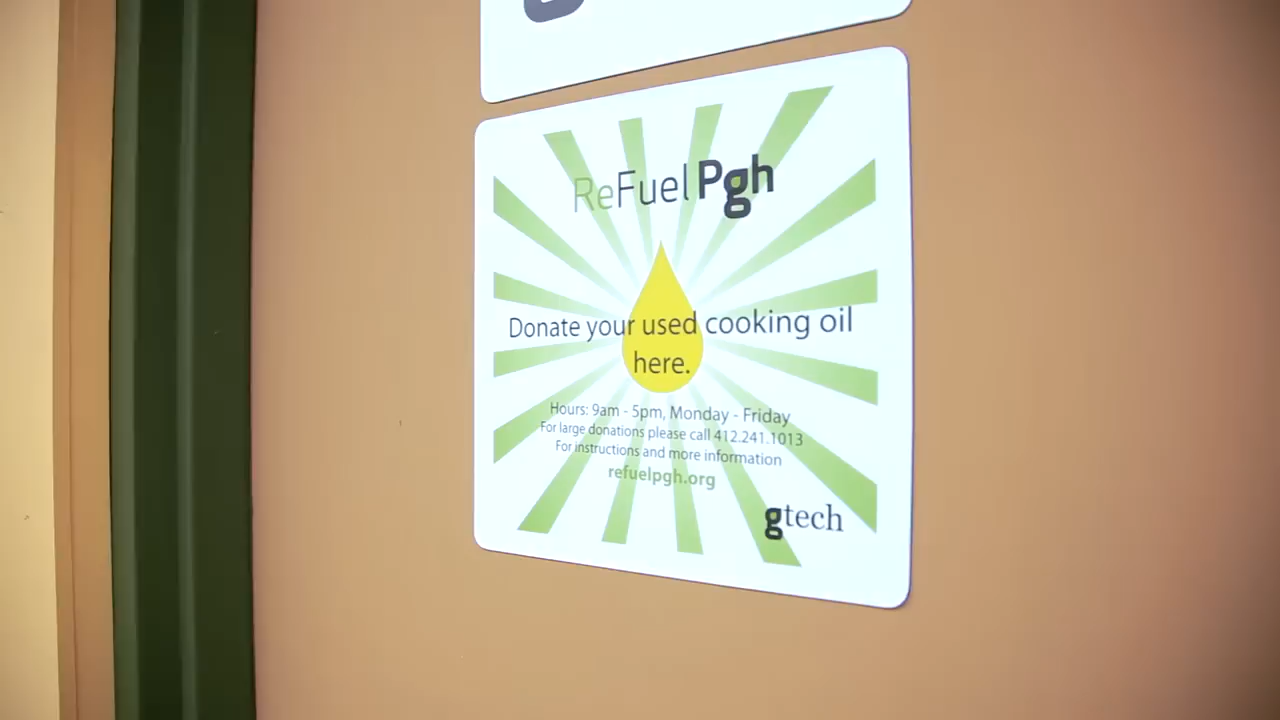 ReFuel Pgh
Donate your used cooking oil
here.
Hours: 9am - 5pm, Monday - Friday
For large donations please call 412.241.1013
For instructions and more information
refuelpgh.org
gtech